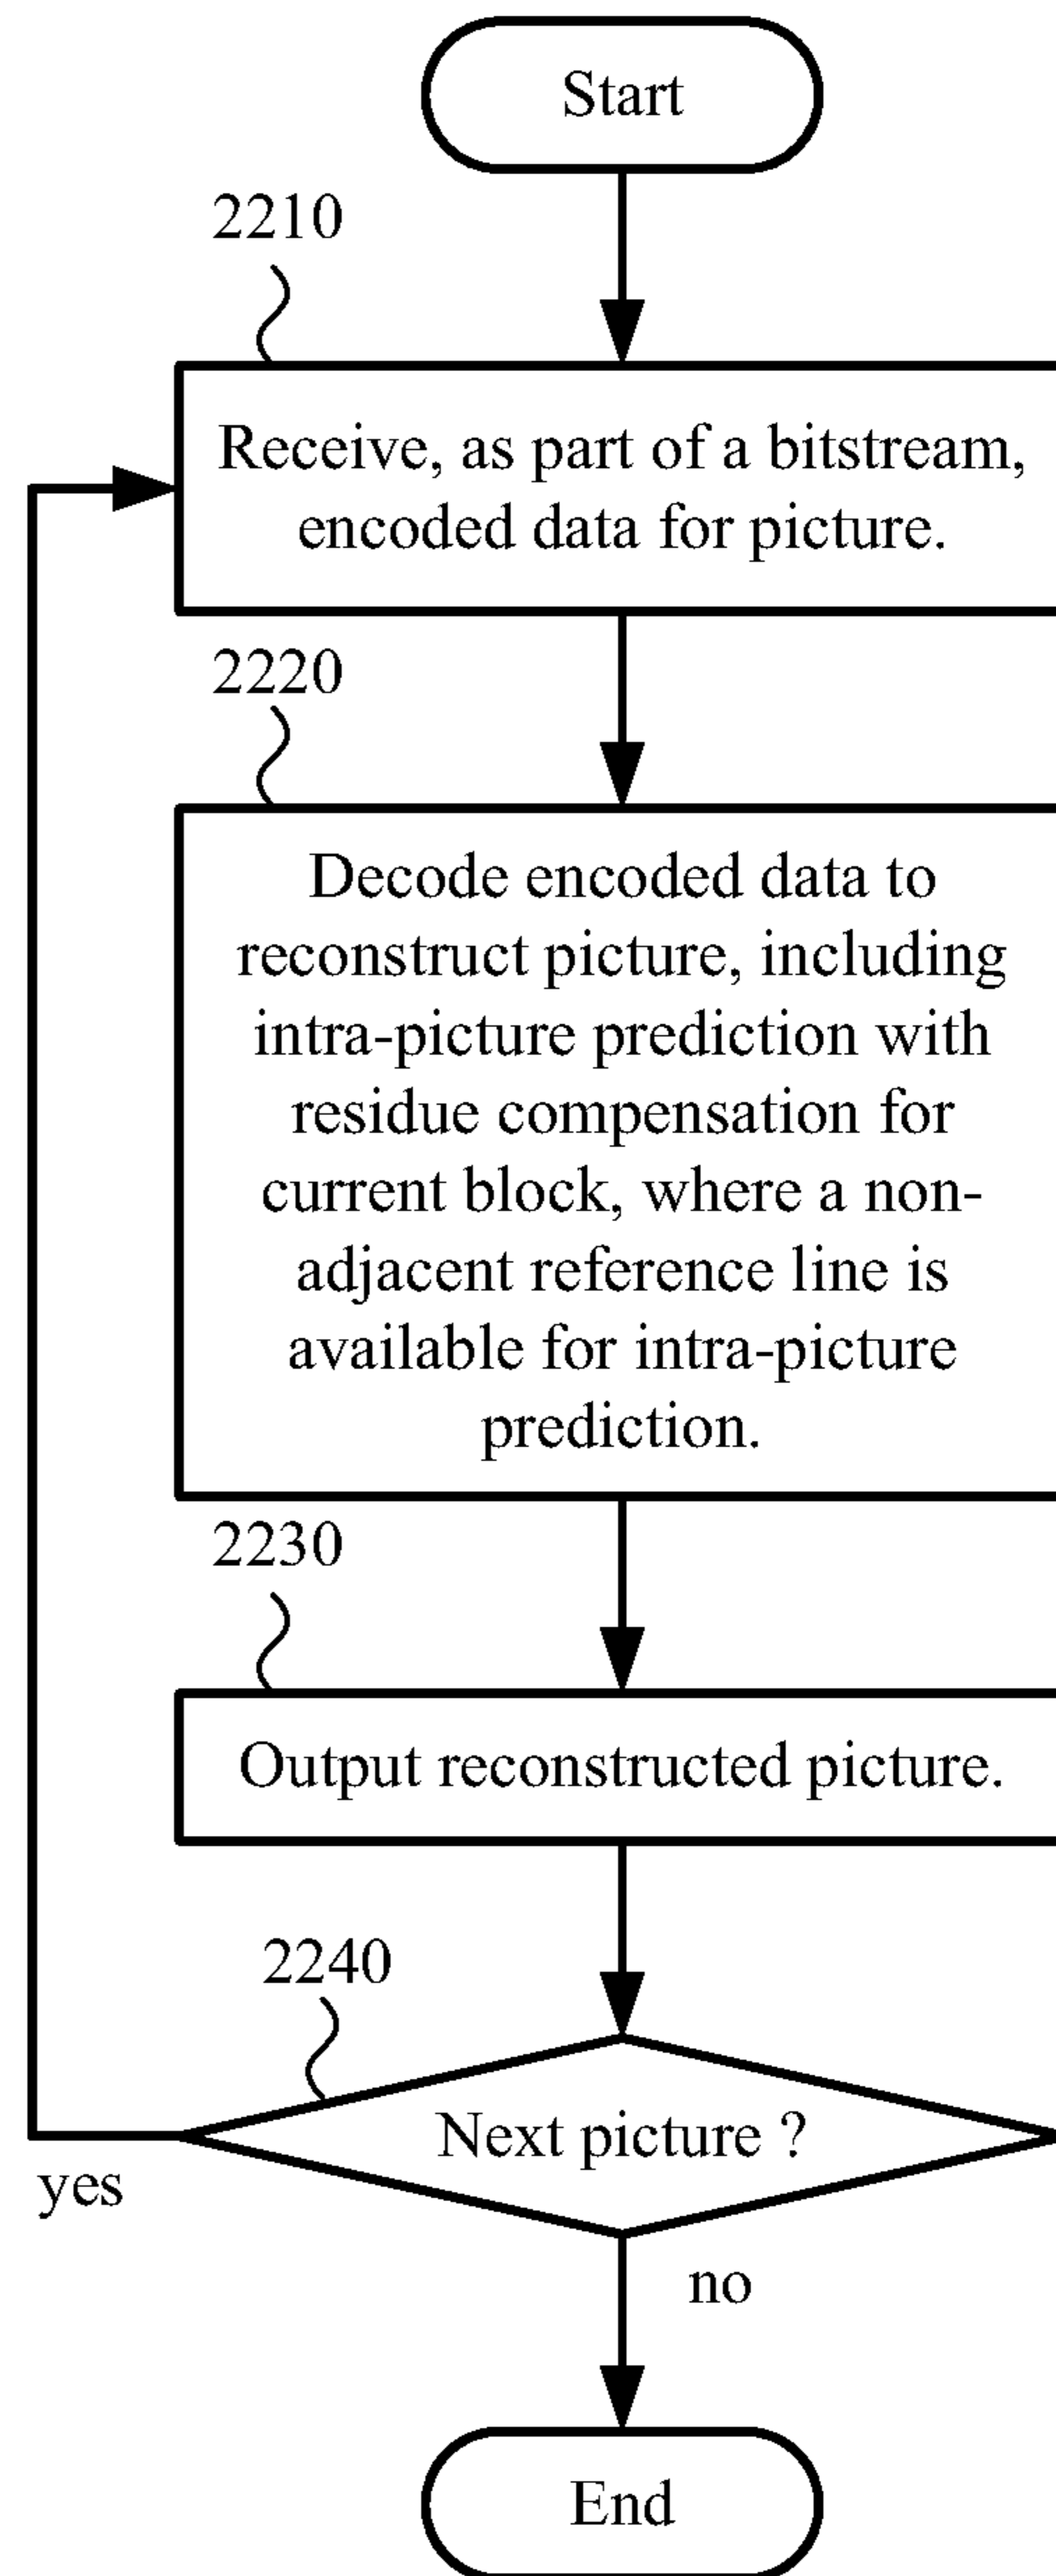 Start
2210
Receive, as part of a bitstream,
encoded data for picture.
2220
Decode encoded data to
reconstruct picture, including
intra-picture prediction with
residue compensation for
current block, where a non-
adjacent reference line is
available for intra-picture
prediction.
2230
Output reconstructed picture.
2240
Next picture ?
yes
no
End